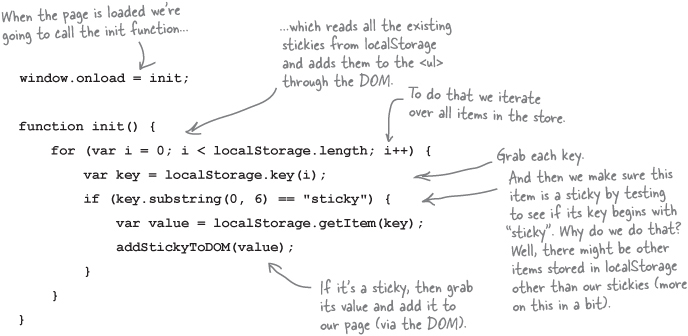 When the page is loaded we're
going to call the init function...
...which reads all the existing
stickies from localStorage
and adds them to the <ul>
through the DOM.
window.onload = init;
To do that we iterate
over all items in the store.
function init() {
for (var i = 0; i < localStorage.length; i++) {
Grab each key.
var key = localStorage.key(i);
if (key.substring(0, 6) == "sticky") {
And then we make sure this
item is a sticky by testing
to see if its key begins with
"sticky". Why do we do that?
Well, there might be other
items stored in localStorage
other than our stickies (more
on this in a bit).
var value = localStorage.getItem(key);
addStickyToDOM(value);
}
If it's a sticky, then grab
its value and add it to
our page (via the DOM).
}
}